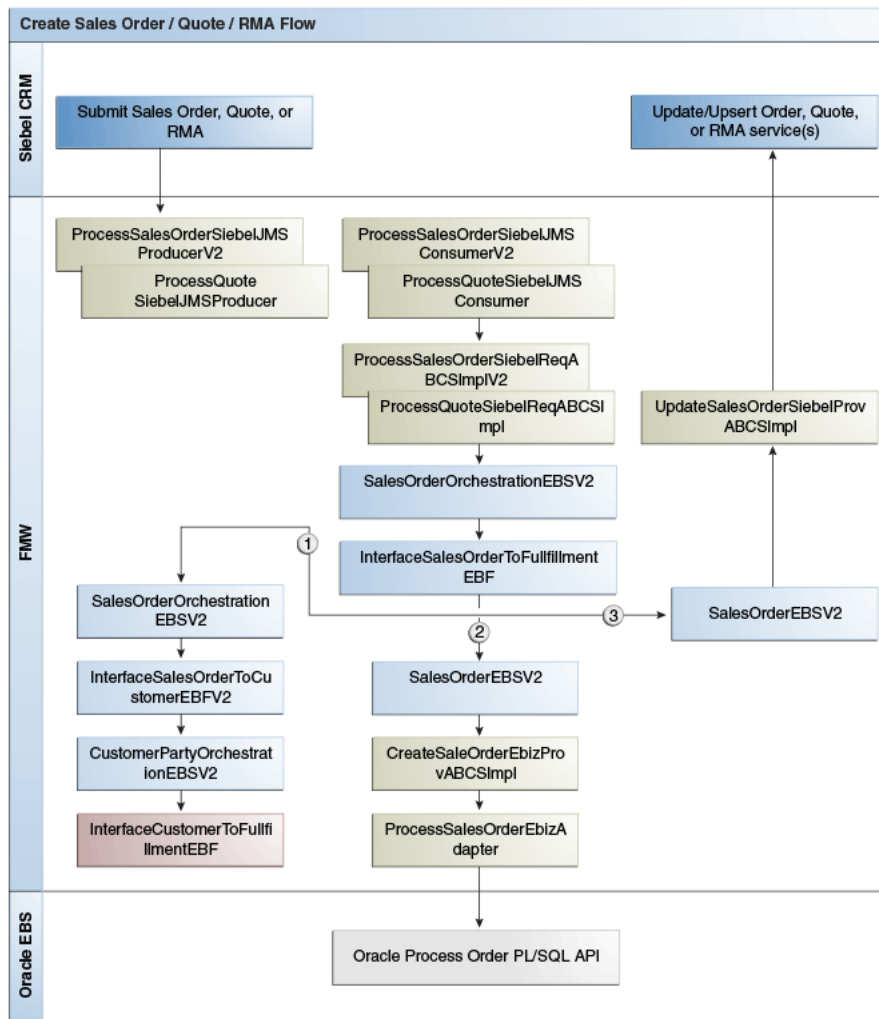 Create Sales Order / Quote / RMA Flow
Siebel CRM
Submit Sales Order, Quote, or
RMA
Update/Upsert Order, Quote,
or RMA service(s)
FMW
ProcessSalesOrderSiebelJMS
ProducerV2
ProcessQuote
SiebelJMSProducer
ProcessSalesOrderSiebelJMS
ConsumerV2
ProcessQuoteSiebelJMS
Consumer
ProcessSalesOrderSiebelReqA
BCSImplV2
ProcessQuoteSiebelReqABCSI
mpl
UpdateSalesOrderSiebelProv
ABCSImpl
SalesOrderOrchestrationEBSV2
1
InterfaceSalesOrderToFullfillment
EBF
SalesOrderOrchestration
EBSV2
2
3
SalesOrderEBSV2
InterfaceSalesOrderToCu
stomerEBFV2
SalesOrderEBSV2
CustomerPartyOrchestrat
ionEBSV2
CreateSaleOrderEbizPro
vABCSImpl
InterfaceCustomerToFullfi
llmentEBF
ProcessSalesOrderEbizA
dapter
Oracle EBS
Oracle Process Order PL/SQL API